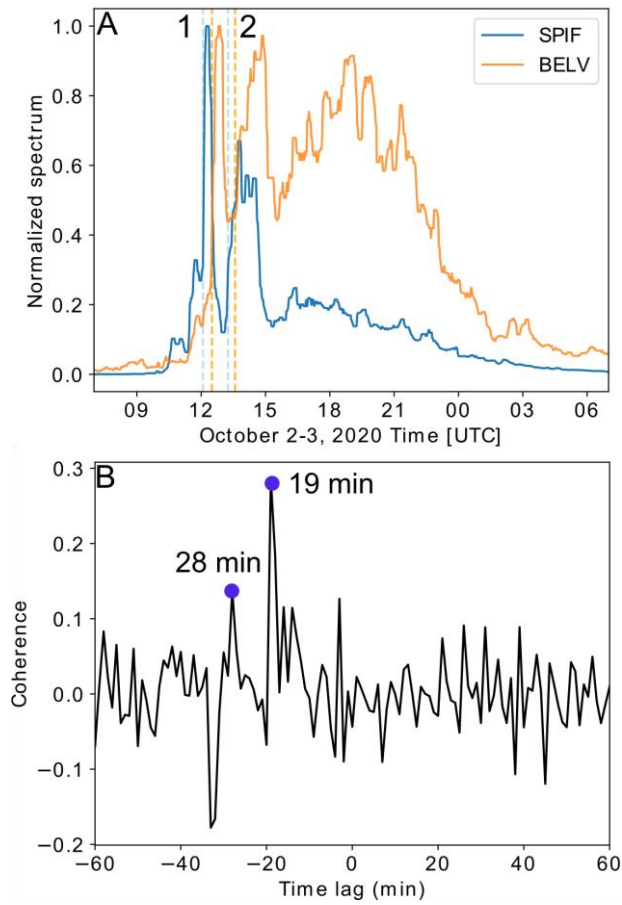 A 1 2
SPIF
BELV
Normalized spectrum
1.0
0.8
0.6
0.4
0.2
0.0
09 12 15 18 21 00 03 06
October 2-3, 2020 Time [UTC]
B
19 min
28 min
Coherence
0.3
0.2
0.1
0.0
−0.1
−0.2
−60 −40 −20 0 20 40 60
Time lag (min)